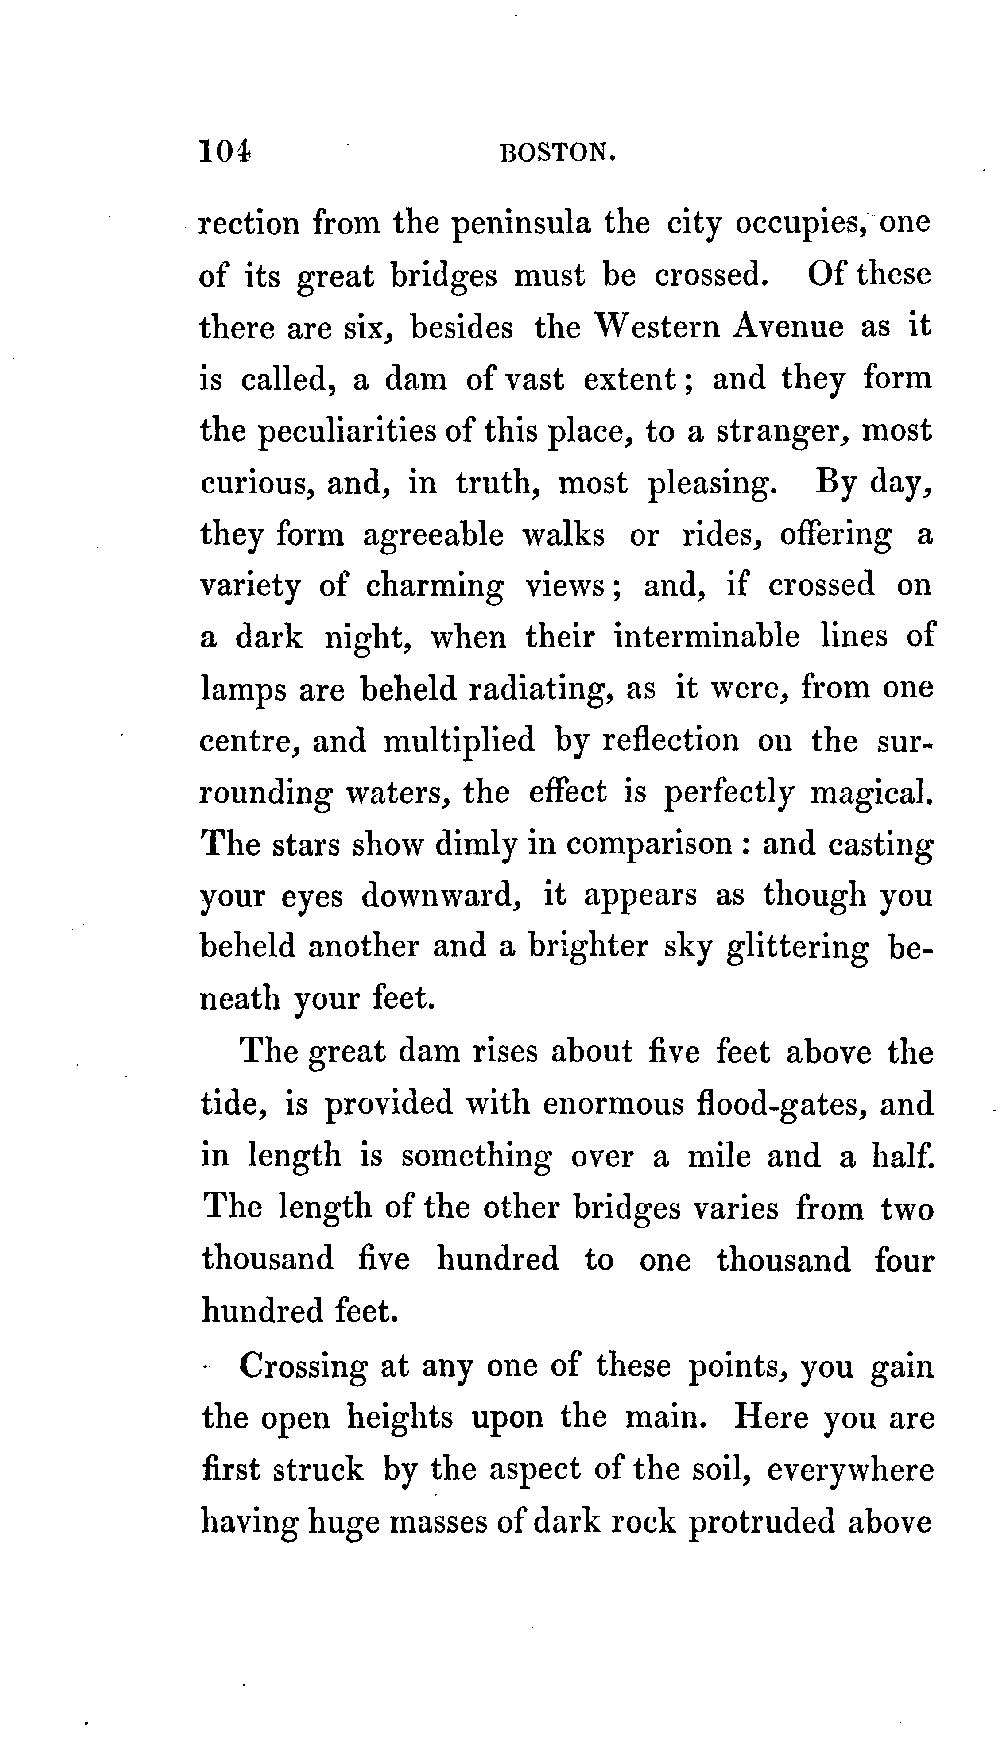 104 BOSTON.
rection from the peninsula the city occupies, one
of its great bridges must be crossed. Of these
there are six, besides the Western Avenue as it
is called, a dam of vast extent; and they form
the peculiarities of this place, to a stranger, most
curious, and, in truth, most pleasing. By day,
they form agreeable walks or rides, offering a
variety of charming views; and, if crossed on
a dark night, when their interminable lines of
lamps are beheld radiating, as it were, from one
centre, and multiplied by reflection on the sur-
rounding waters, the effect is perfectly magical.
The stars show dimly in comparison: and casting
your eyes downward, it appears as though you
beheld another and a brighter sky glittering be-
neath your feet.
The great dam rises about five feet above the
tide, is provided with enormous flood-gates, and
in length is something over a mile and a half.
The length of the other bridges varies from two
thousand five hundred to one thousand four
hundred feet.
Crossing at any one of these points, you gain
the open heights upon the main. Here you are
first struck by the aspect of the soil, everywhere
having huge masses of dark rock protruded above